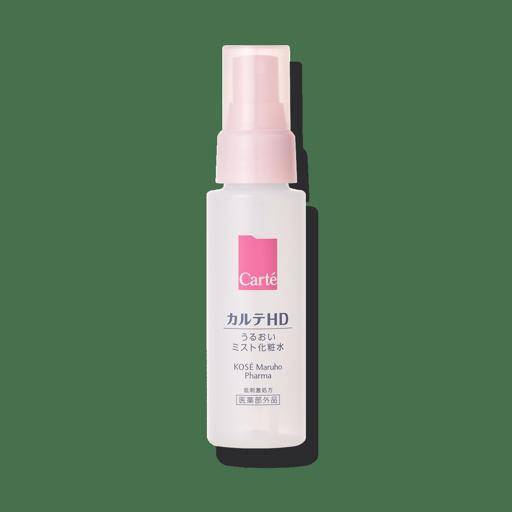 Carté
カルテHD
うるおい
ミスト化粧水
KOSÉ Maruho
Pharma
低刺激処方
医薬部外品